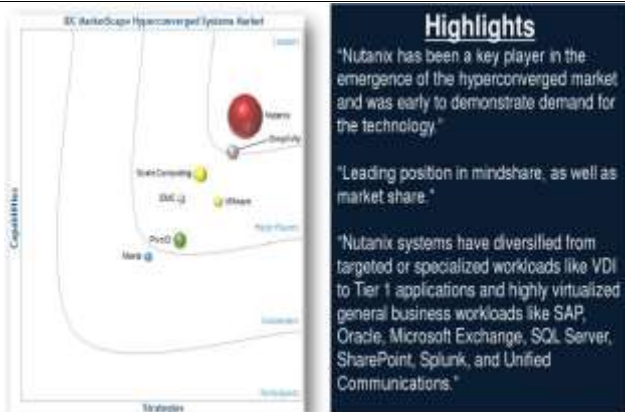 IDC MarketScape Hyperconverged Systems Market
Leaders
Nutanix
SimpliVity
Scale Computing
EMC
VMware
Major Players
Pivot3
Contenders
Participants
Capabilities
Strategies
Highlights
"Nutanix has been a key player in the
emergence of the hyperconverged market
and was early to demonstrate demand for
the technology."
"Leading position in mindshare, as well as
market share."
"Nutanix systems have diversified from
targeted or specialized workloads like VDI
to Tier 1 applications and highly virtualized
general business workloads like SAP,
Oracle, Microsoft Exchange, SQL Server,
SharePoint, Splunk, and Unified
Communications."